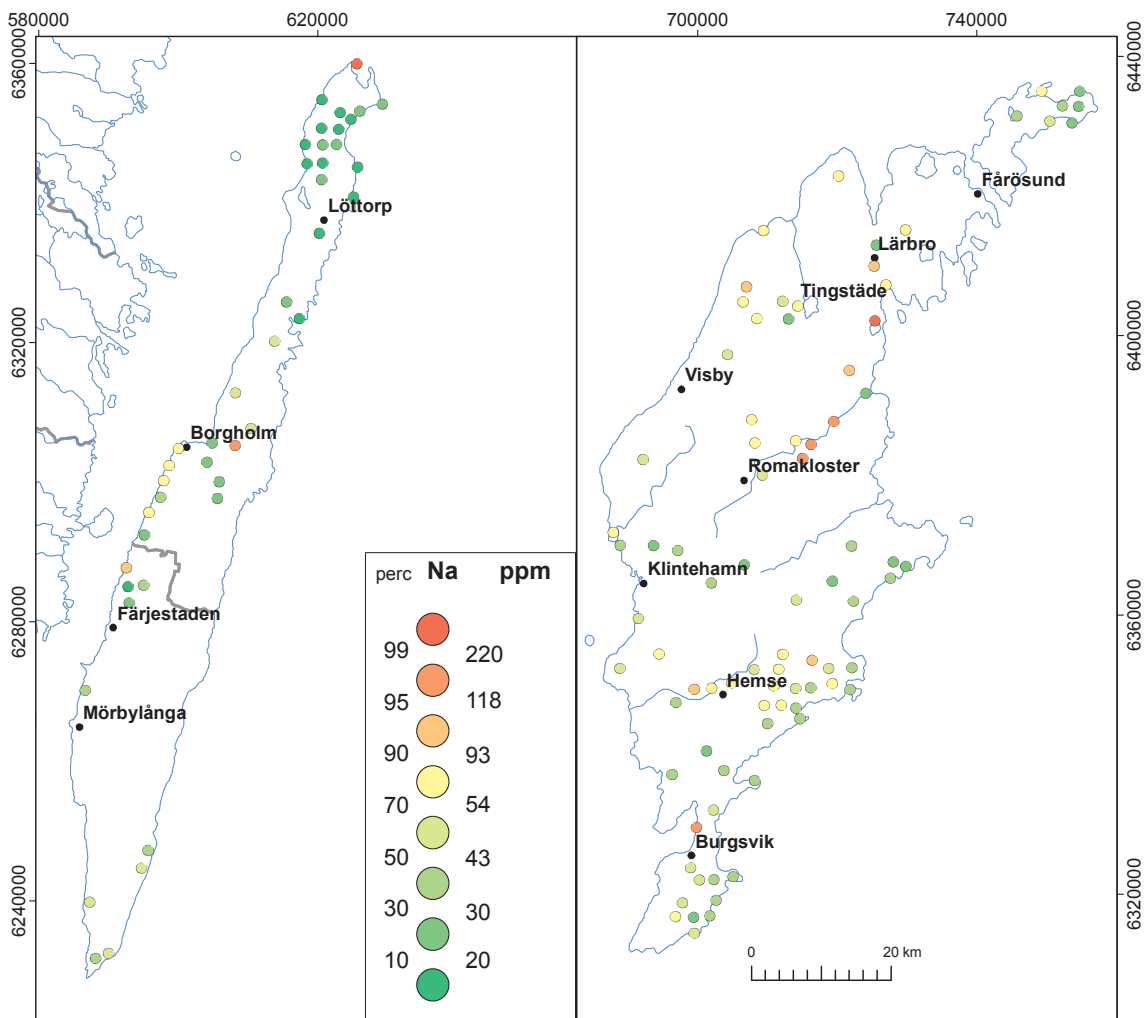 580000
620000
700000
740000
6360000
6320000
6280000
6240000
6440000
6400000
6360000
6320000
Löttorp
Borgholm
Färjestaden
Mörbylånga
Fårösund
Lärbro
Tingstäde
Visby
Romakloster
Klintehamn
Hemse
Burgsvik
perc Na ppm
99 220
95 118
90 93
70 54
50 43
30 30
10 20
0 20 km